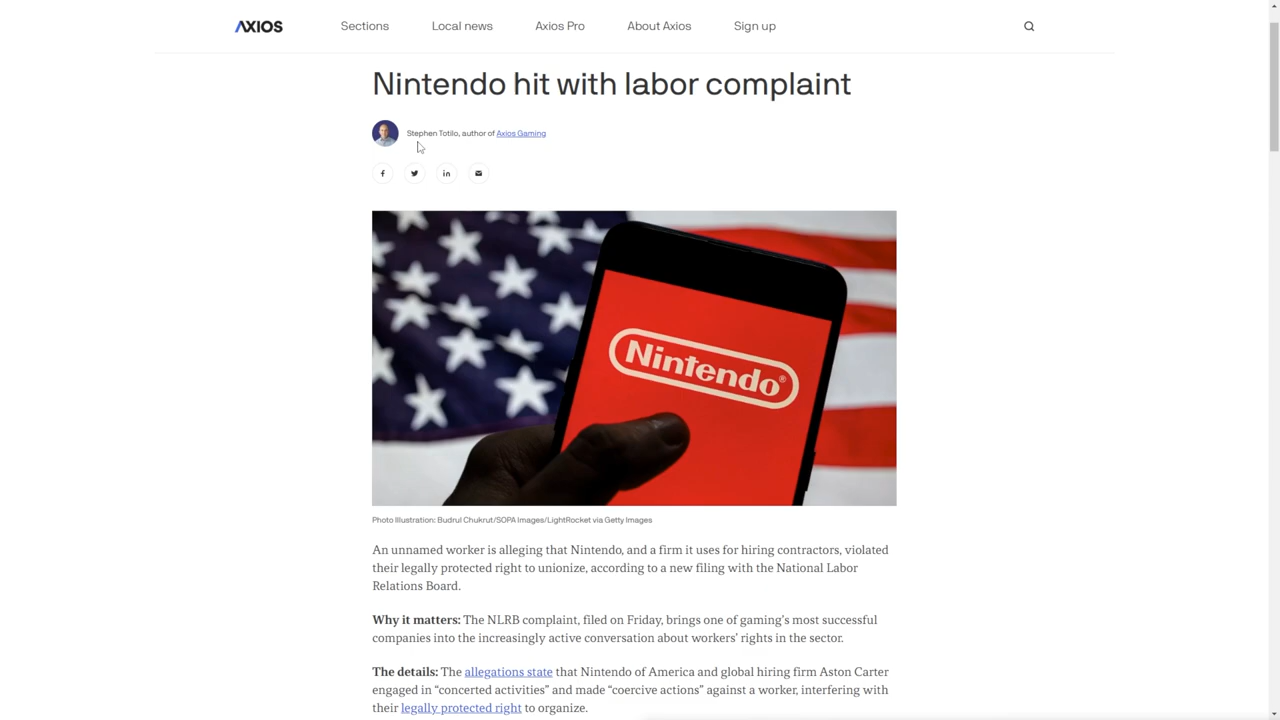 AXIOS
Sections
Local news
Axios Pro
About Axios
Sign up
Nintendo hit with labor complaint
Stephen Totilo, author of Axios Gaming
Nintendo®
Photo Illustration: Budrul Chukrut/SOPA Images/LightRocket via Getty Images
An unnamed worker is alleging that Nintendo, and a firm it uses for hiring contractors, violated
their legally protected right to unionize, according to a new filing with the National Labor
Relations Board.
Why it matters: The NLRB complaint, filed on Friday, brings one of gaming's most successful
companies into the increasingly active conversation about workers' rights in the sector.
The details: The allegations state that Nintendo of America and global hiring firm Aston Carter
engaged in “concerted activities” and made “coercive actions” against a worker, interfering with
their legally protected right to organize.